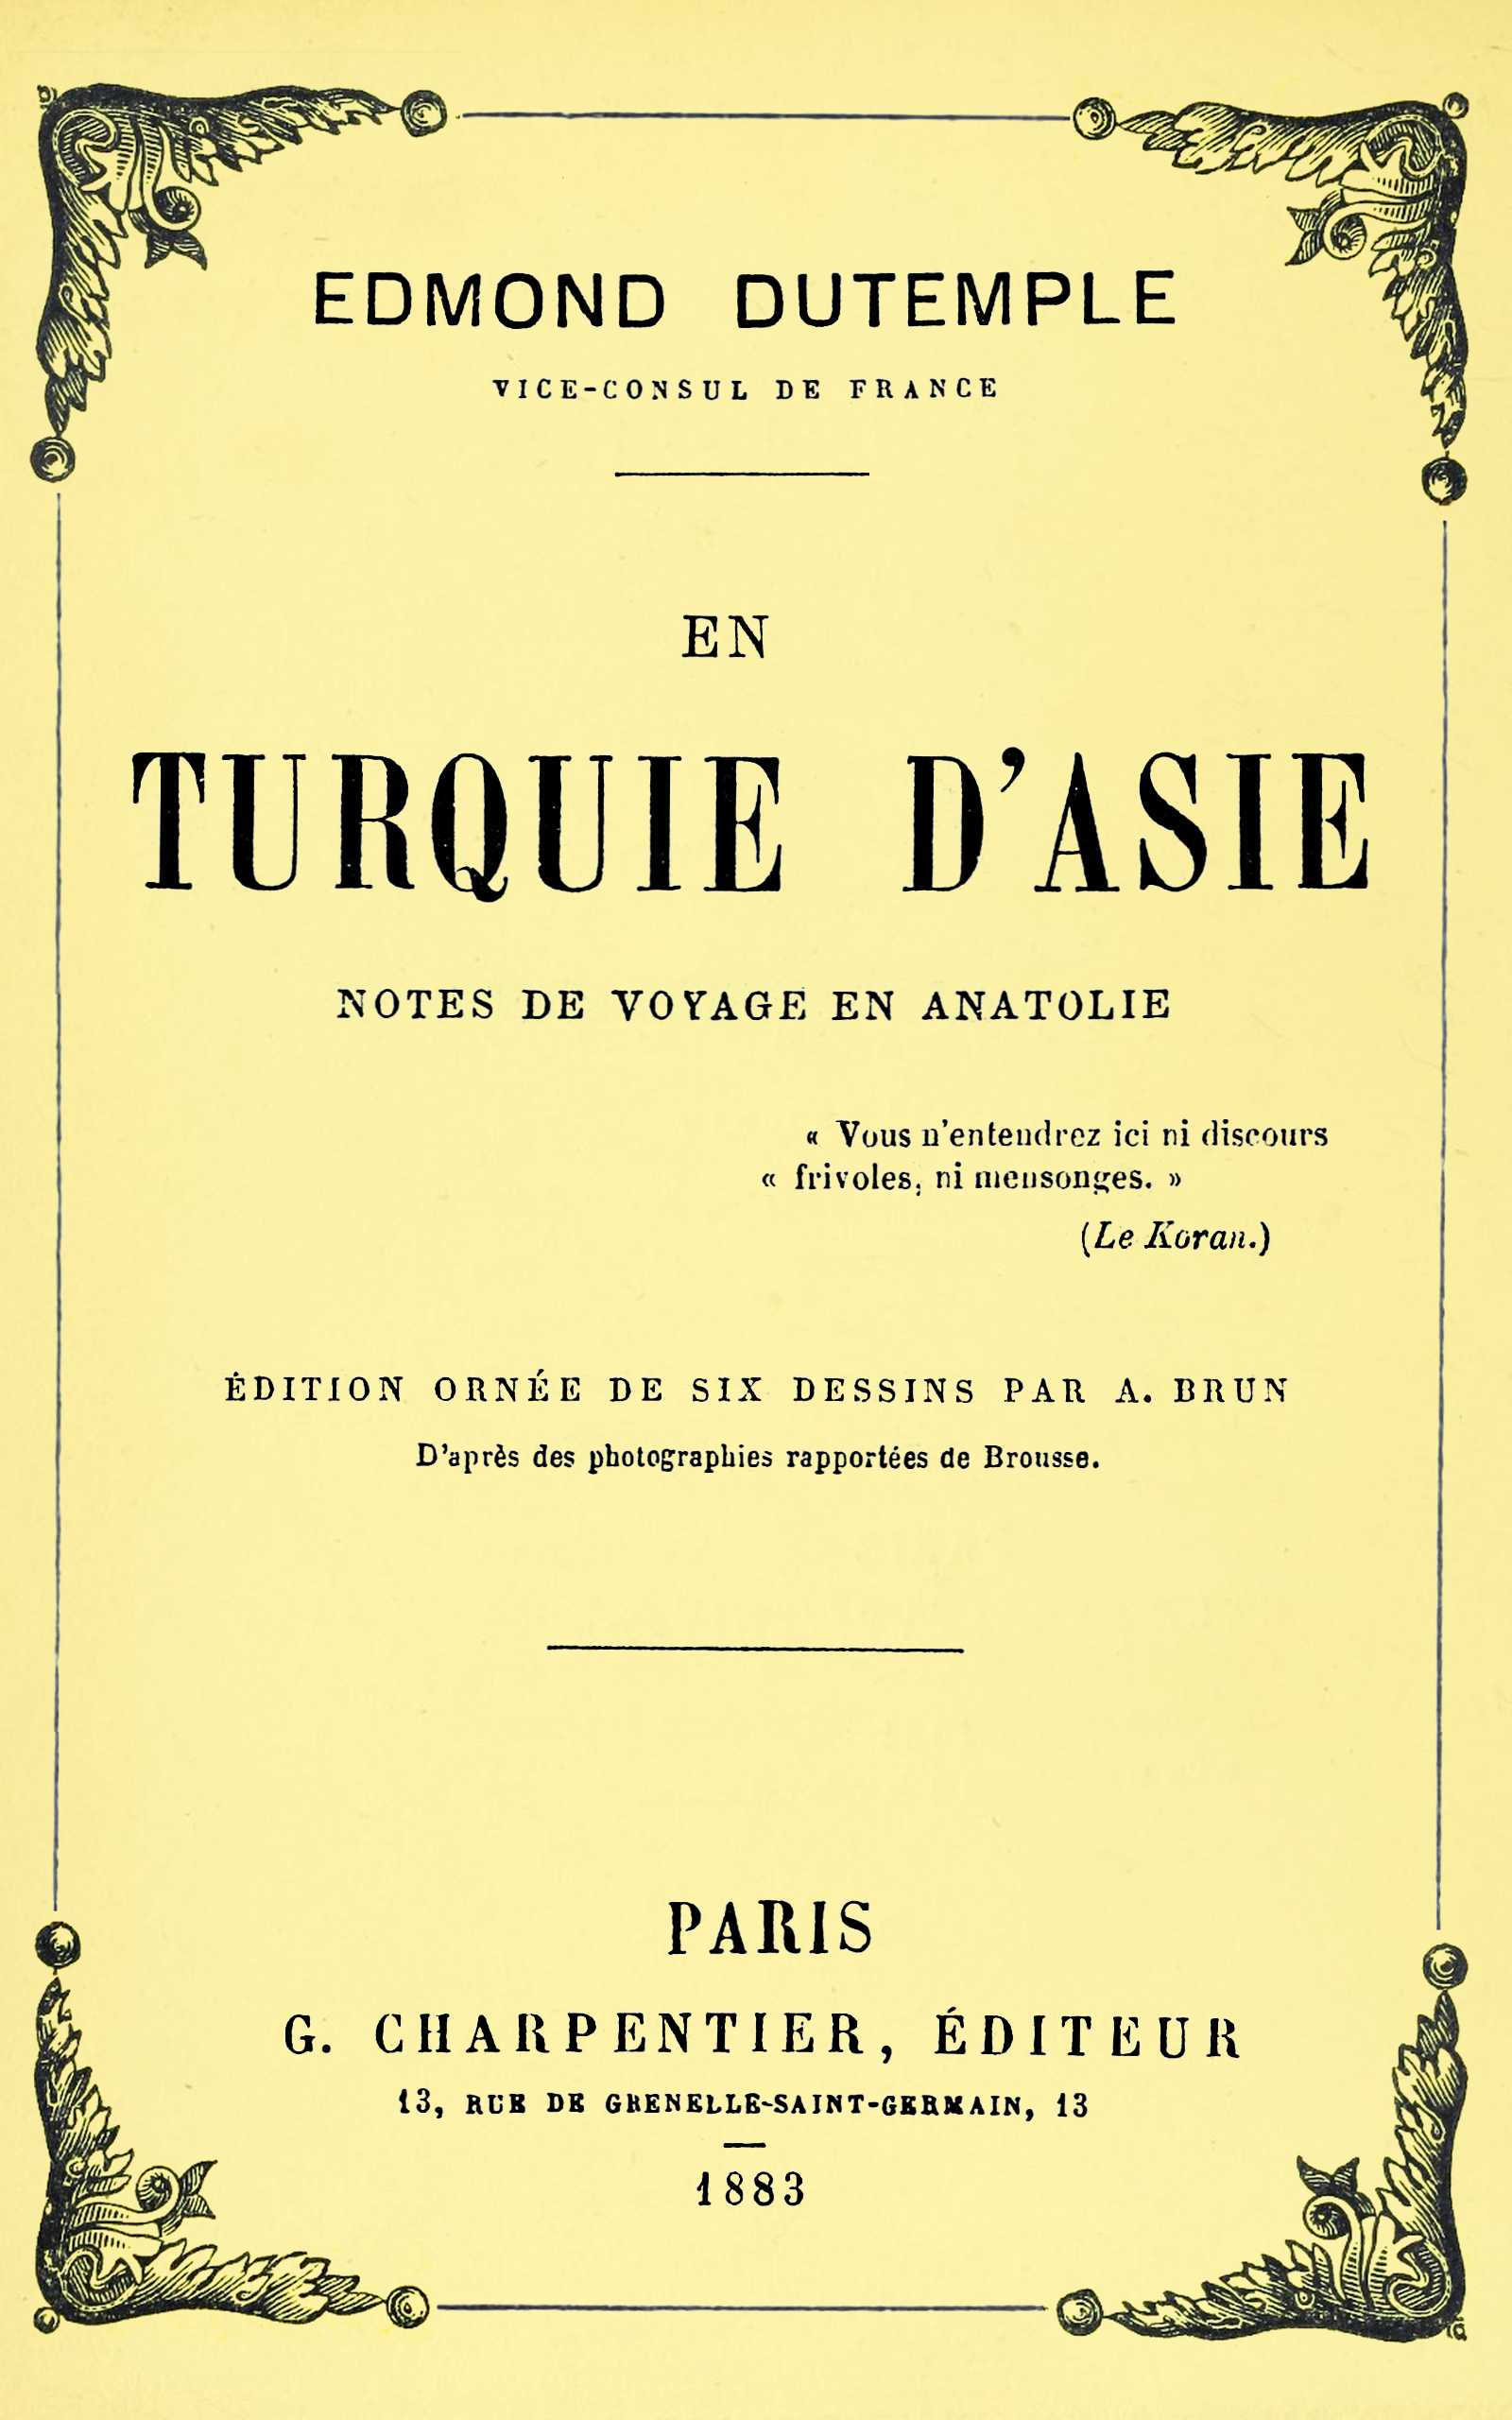 EDMOND DUTEMPLE
VICE-CONSUL DE FRANCE
EN
TURQUIE D'ASIE
NOTES DE VOYAGE EN ANATOLIE
« Vous n'entendrez ici ni discours
« frivoles, ni mensonges. »
(Le Koran.)
ÉDITION ORNÉE DE SIX DESSINS PAR A. BRUN
D'après des photographies rapportées de Brousse.
PARIS
G. CHARPENTIER, ÉDITEUR
13, RUE DE GRENELLE-SAINT-GERMAIN, 13
1883